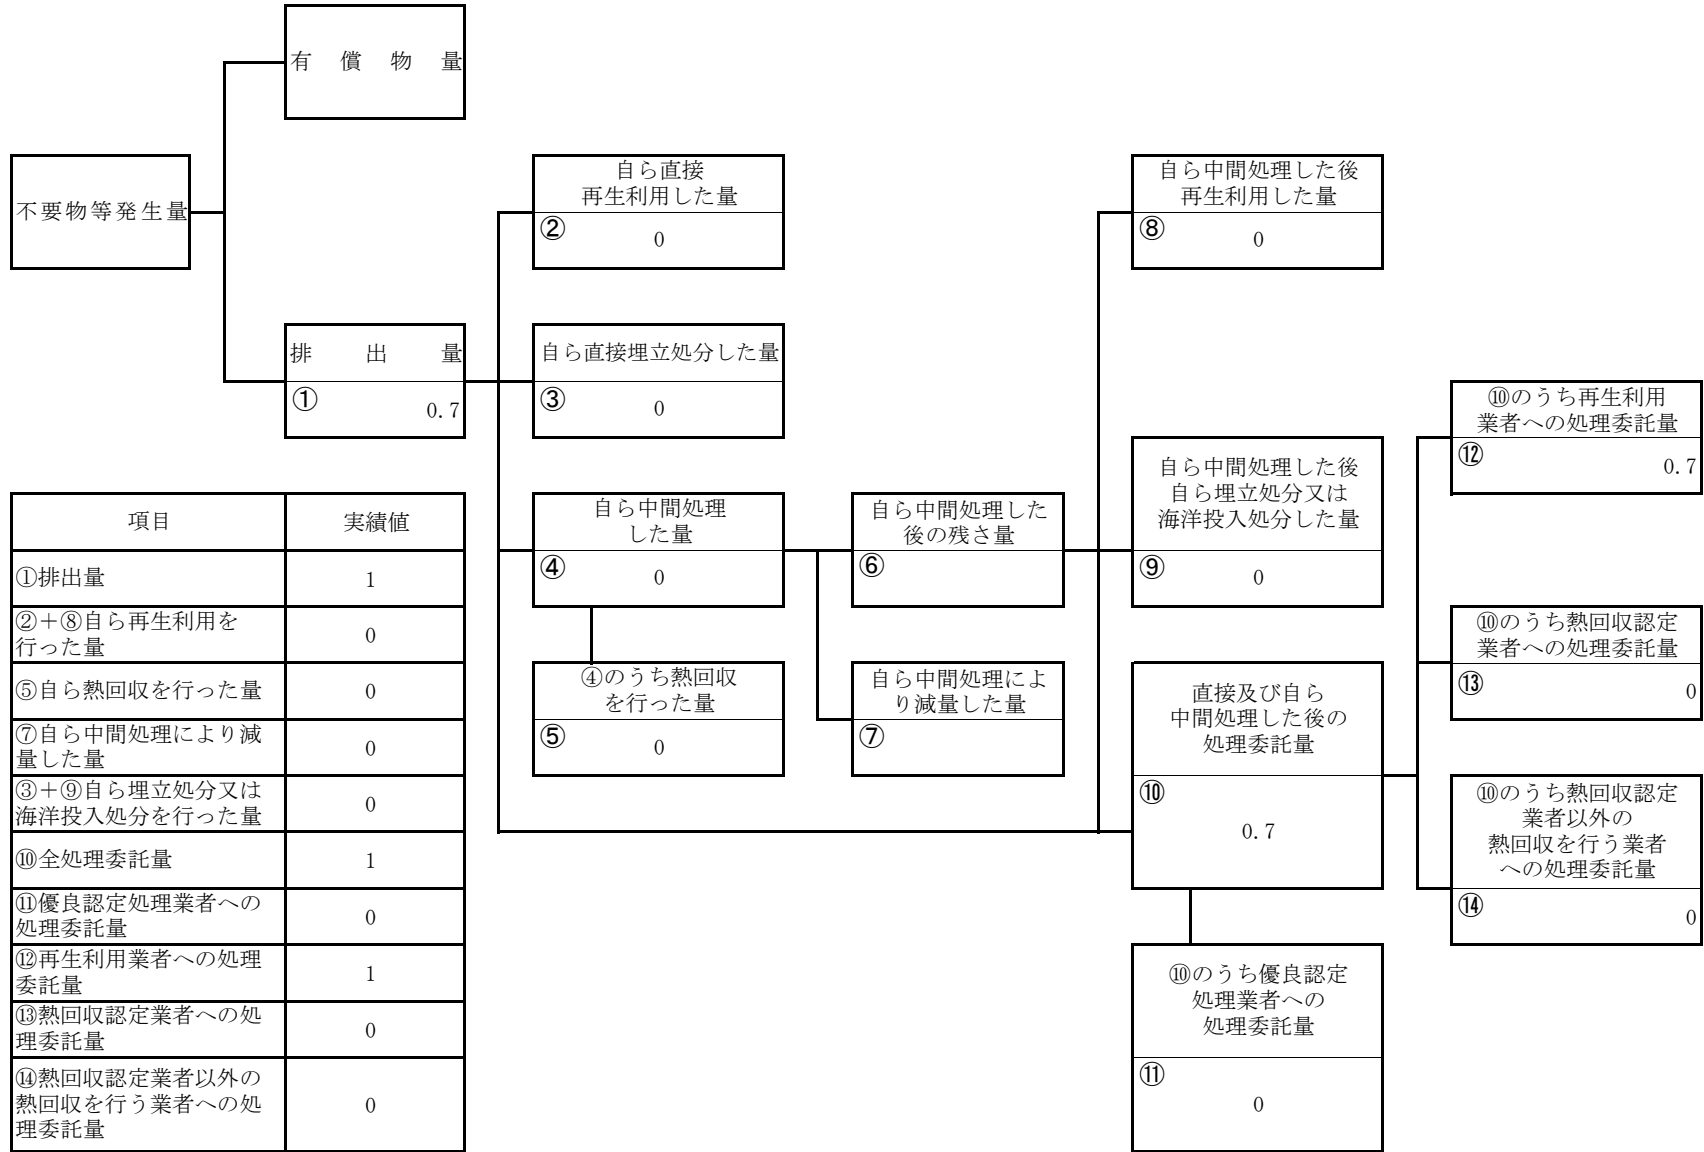 有償物量
不要物等発生量
排出量
①
0.7
自ら直接
再生利用した量
②
0
自ら直接埋立処分した量
③
0
自ら中間処理
した量
④
0
④のうち熱回収
を行った量
⑤
0
自ら中間処理した
後の残さ量
⑥
自ら中間処理によ
り減量した量
⑦
自ら中間処理した後
再生利用した量
⑧
0
自ら中間処理した後
自ら埋立処分又は
海洋投入処分した量
⑨
0
直接及び自ら
中間処理した後の
処理委託量
⑩
0.7
⑩のうち優良認定
処理業者への
処理委託量
⑪
0
⑩のうち再生利用
業者への処理委託量
⑫
0.7
⑩のうち熱回収認定
業者への処理委託量
⑬
0
⑩のうち熱回収認定
業者以外の
熱回収を行う業者
への処理委託量
⑭
0
項目 実績値
①排出量 1
②＋⑧自ら再生利用を
行った量 0
⑤自ら熱回収を行った量 0
⑦自ら中間処理により減
量した量 0
③＋⑨自ら埋立処分又は
海洋投入処分を行った量 0
⑩全処理委託量 1
⑪優良認定処理業者への
処理委託量 0
⑫再生利用業者への処理
委託量 1
⑬熱回収認定業者への処
理委託量 0
⑭熱回収認定業者以外の
熱回収を行う業者への処 0
理委託量